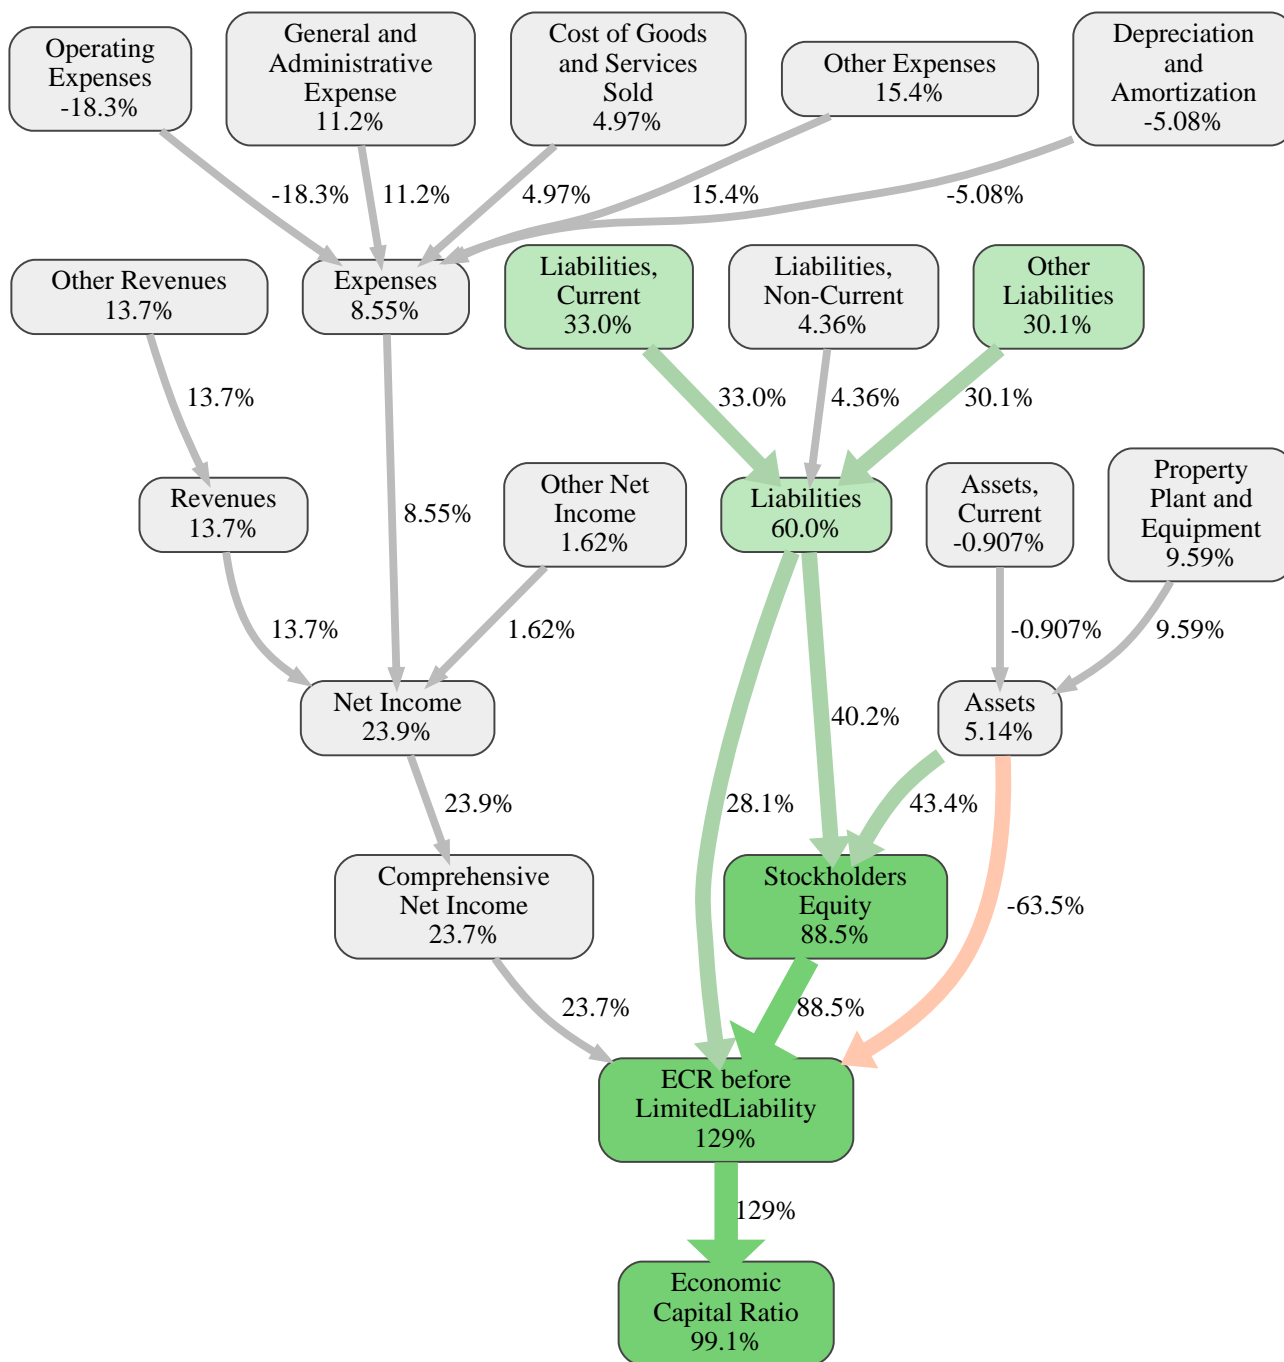 Operating
Expenses
-18.3%
General and
Administrative
Expense
11.2%
Cost of Goods
and Services
Sold
4.97%
Other Expenses
15.4%
Depreciation
and
Amortization
-5.08%
-18.3%
11.2%
4.97%
15.4%
-5.08%
Other Revenues
13.7%
Expenses
8.55%
Liabilities,
Current
33.0%
Liabilities,
Non-Current
4.36%
Other
Liabilities
30.1%
13.7%
33.0%
4.36%
30.1%
Revenues
13.7%
8.55%
Other Net
Income
1.62%
Liabilities
60.0%
Assets,
Current
-0.907%
Property
Plant and
Equipment
9.59%
13.7%
1.62%
-0.907%
9.59%
Net Income
23.9%
40.2%
Assets
5.14%
23.9%
28.1%
43.4%
Comprehensive
Net Income
23.7%
Stockholders
Equity
88.5%
-63.5%
23.7%
88.5%
ECR before
LimitedLiability
129%
129%
Economic
Capital Ratio
99.1%